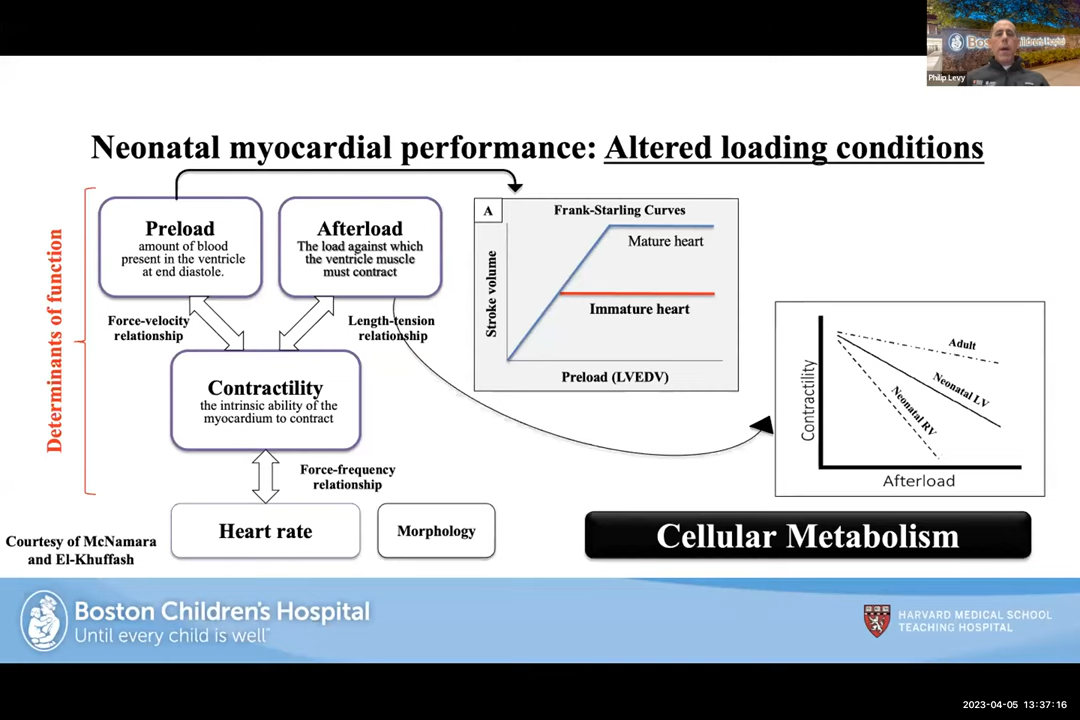 Boston Children's Hospital
Philip Levy
Neonatal myocardial performance: Altered loading conditions
Determinants of function
Preload
amount of blood
present in the ventricle
at end diastole.
Afterload
The load against which
the ventricle muscle
must contract
Force-velocity
relationship
Length-tension
relationship
Contractility
the intrinsic ability of the
myocardium to contract
Force-frequency
relationship
Heart rate
Morphology
Courtesy of McNamara
and El-Khuffash
A
Frank-Starling Curves
Mature heart
Immature heart
Stroke volume
Preload (LVEDV)
Adult
Neonatal LV
Neonatal RV
Contractility
Afterload
Cellular Metabolism
Boston Children's Hospital
Until every child is well™
HARVARD MEDICAL SCHOOL
TEACHING HOSPITAL
2023-04-05 13:37:16